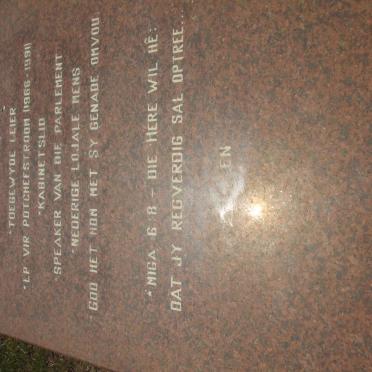 *TOEGEWYDE LEIER
*LP VIR POTCHEFSTROOM (1966-1991)
*KABINETSLID
*SPEAKER VAN DIE PARLEMENT
*NEDERIGE LOJALE MENS
*GOD HET HOM MET SY GENADE OMVOU
*MIGA 6:8 - DIE HERE WIL HÊ:
DAT JY REGVERDIG SAL OPTREE...
EN